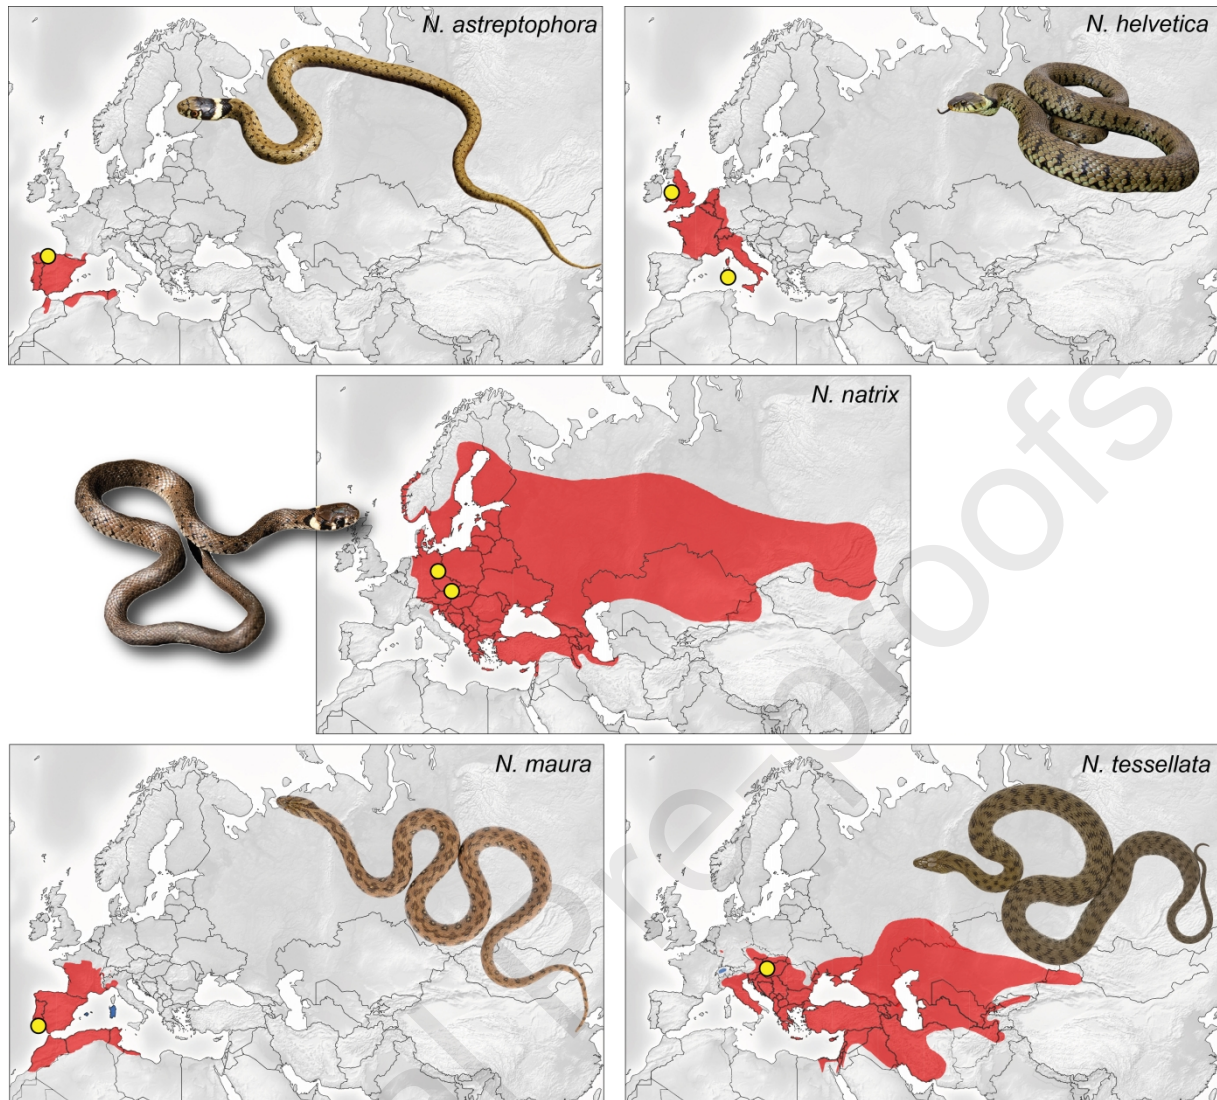 N. astreptophora
N. helvetica
N. natrix
N. maura
N. tessellata